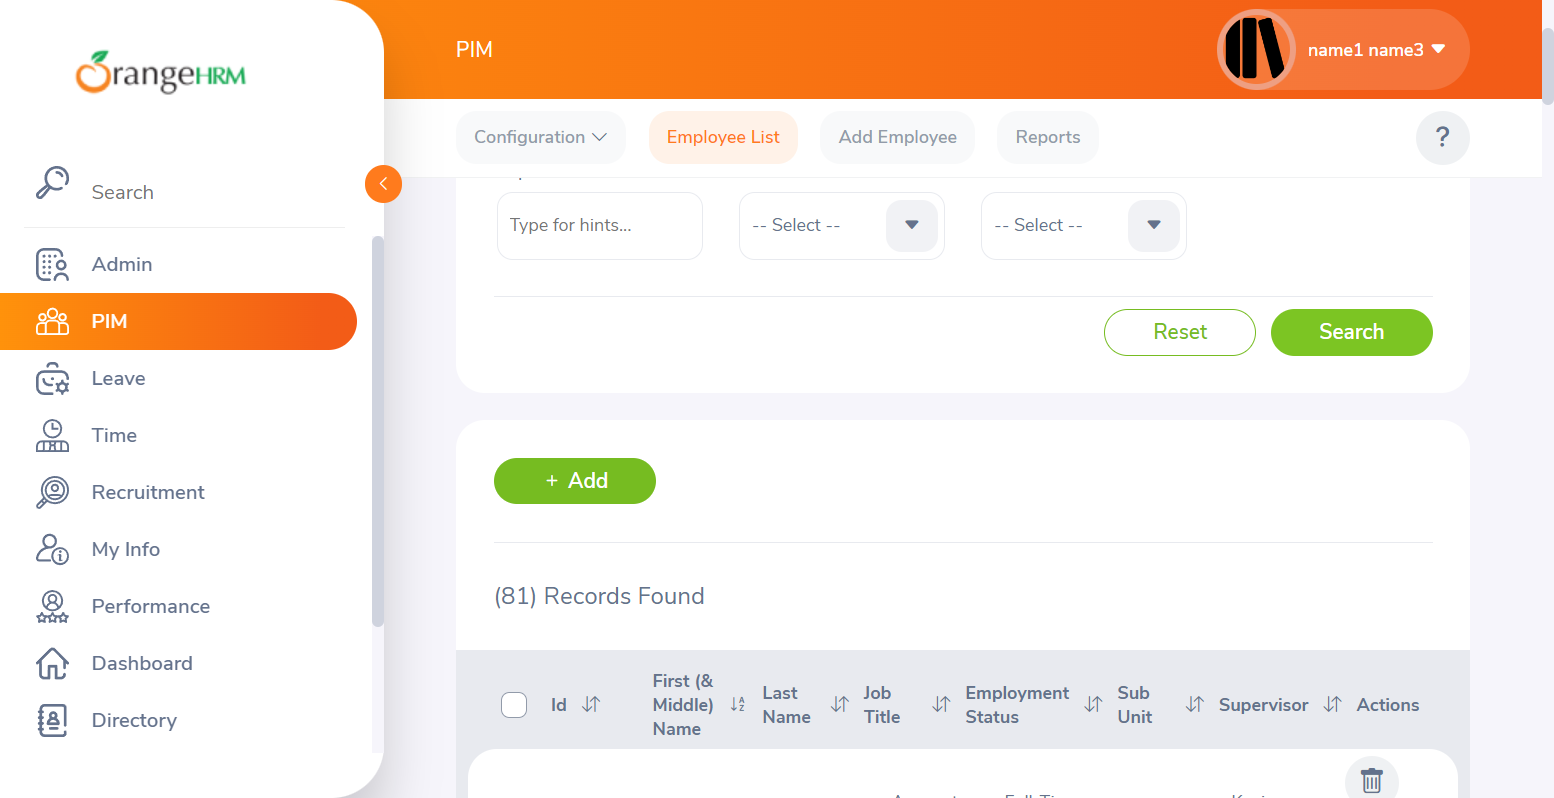 OrangeHRM
PIM
name1 name3
Configuration
Employee List
Add Employee
Reports
?
Search
Admin
PIM
Leave
Time
Recruitment
My Info
Performance
Dashboard
Directory
Type for hints...
-- Select --
-- Select --
Reset
Search
+ Add
(81) Records Found
Id
First (&
Middle)
Name
Last
Name
Job
Title
Employment
Status
Sub
Unit
Supervisor
Actions